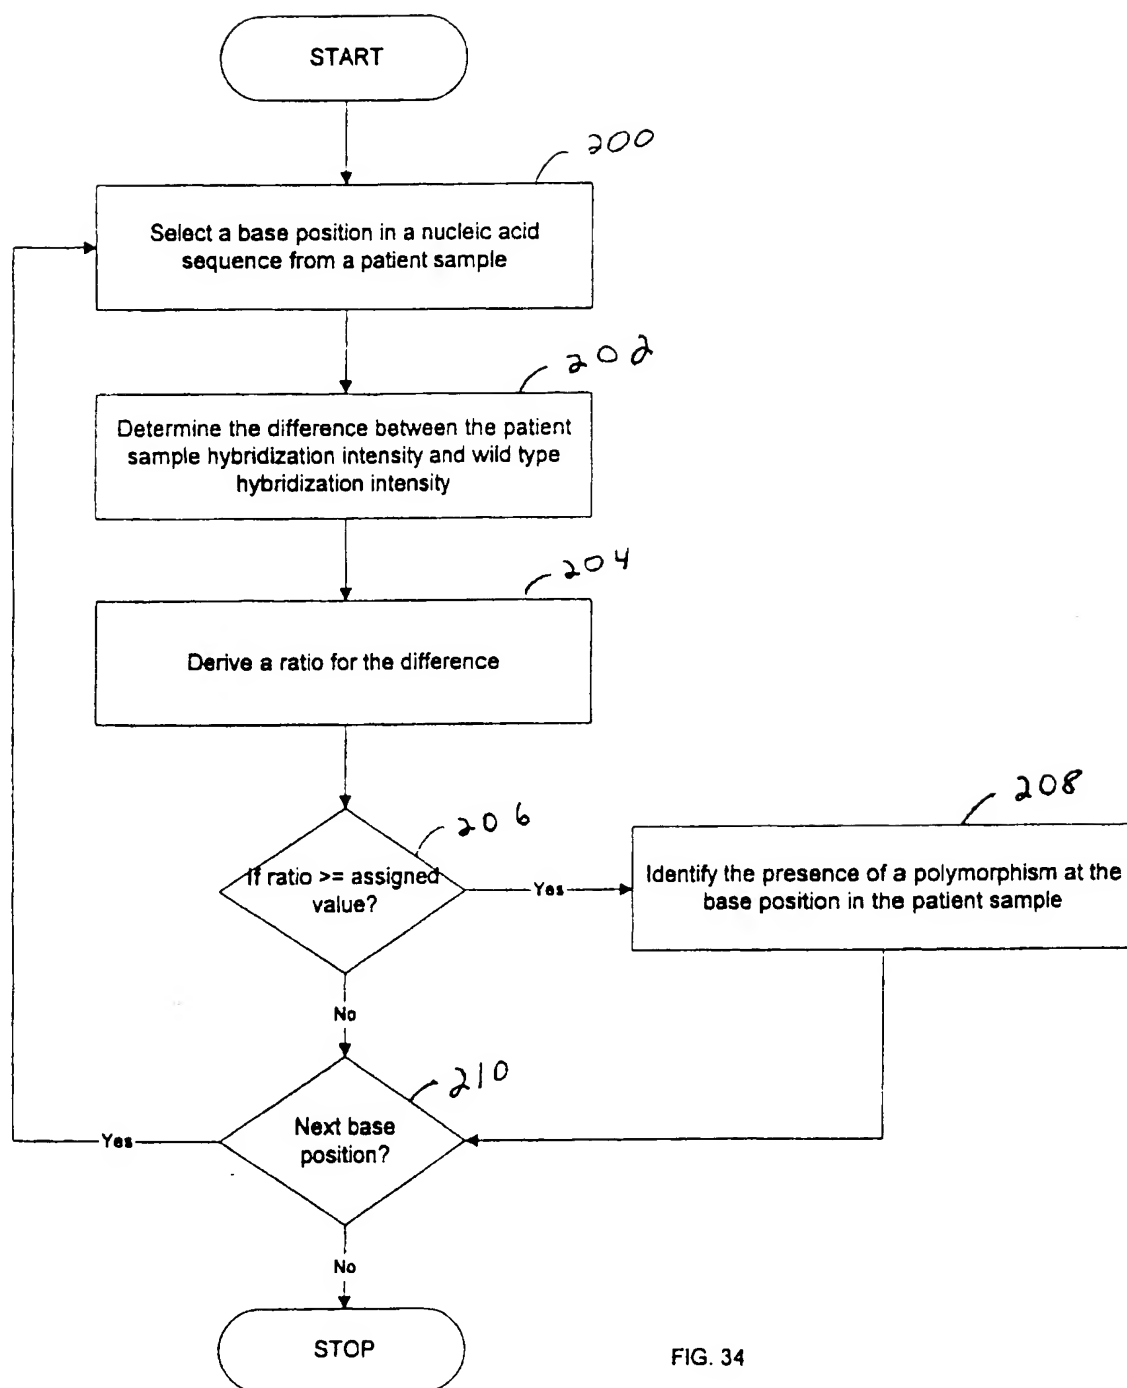 START
200
Select a base position in a nucleic acid
sequence from a patient sample
202
Determine the difference between the patient
sample hybridization intensity and wild type
hybridization intensity
204
Derive a ratio for the difference
206
If ratio >= assigned
value?
Yes
208
Identify the presence of a polymorphism at the
base position in the patient sample
No
210
Next base
position?
Yes
No
STOP
FIG. 34